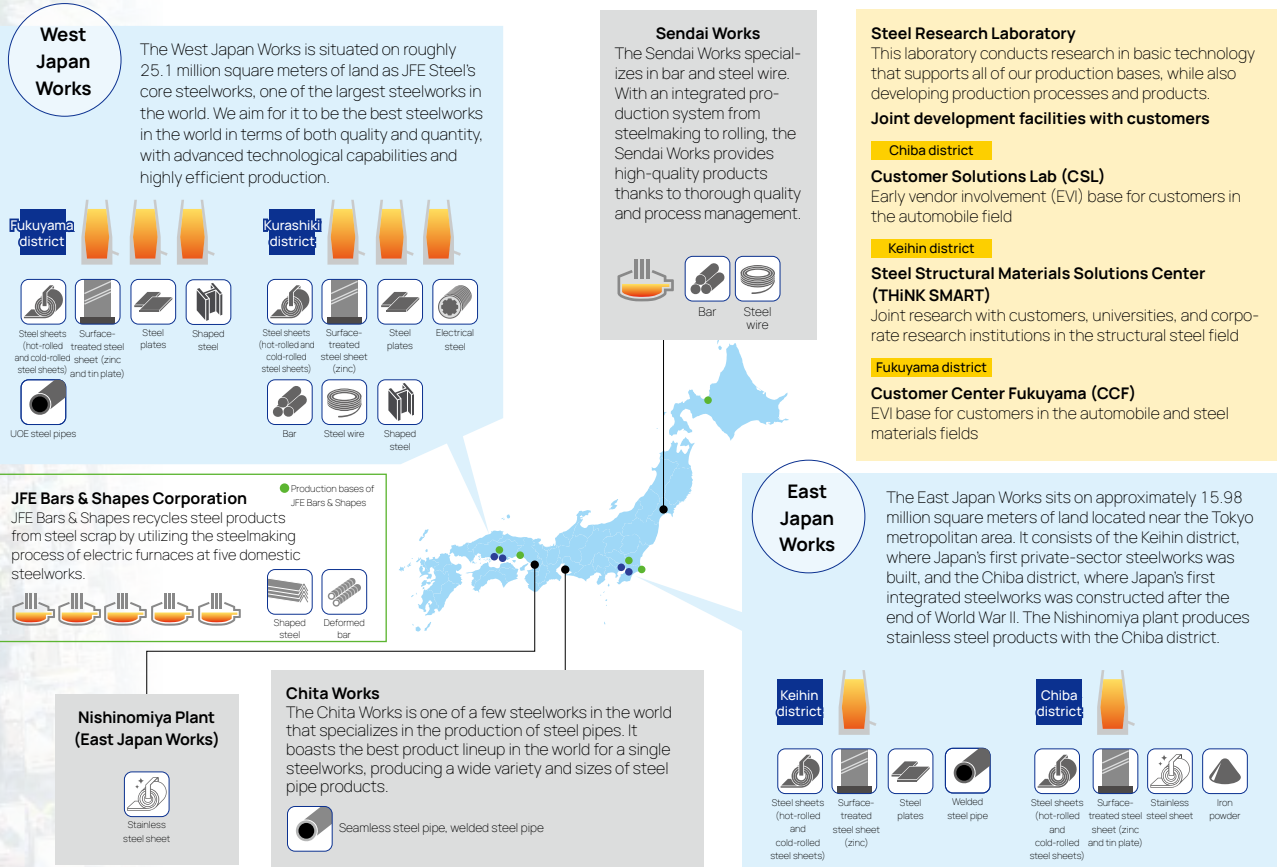 West
Japan
Works
The West Japan Works is situated on roughly
25.1 million square meters of land as JFE Steel's
core steelworks, one of the largest steelworks in
the world. We aim for it to be the best steelworks
in the world in terms of both quality and quantity,
with advanced technological capabilities and
highly efficient production.
Fukuyama
district
Steel sheets
(hot-rolled
and cold-rolled
steel sheets)
Surface-
treated steel
sheet (zinc
and tin plate)
Steel
plates
Shaped
steel
UOE steel pipes
Kurashiki
district
Steel sheets
(hot-rolled and
cold-rolled
steel sheets)
Surface-
treated
steel sheet
(zinc)
Steel
plates
Electrical
steel
Bar
Steel wire
Shaped
steel
Sendai Works
The Sendai Works special-
izes in bar and steel wire.
With an integrated pro-
duction system from
steelmaking to rolling, the
Sendai Works provides
high-quality products
thanks to thorough quality
and process management.
Bar
Steel
wire
Steel Research Laboratory
This laboratory conducts research in basic technology
that supports all of our production bases, while also
developing production processes and products.
Joint development facilities with customers
Chiba district
Customer Solutions Lab (CSL)
Early vendor involvement (EVI) base for customers in
the automobile field
Keihin district
Steel Structural Materials Solutions Center
(THiNK SMART)
Joint research with customers, universities, and corpo-
rate research institutions in the structural steel field
Fukuyama district
Customer Center Fukuyama (CCF)
EVI base for customers in the automobile and steel
materials fields
JFE Bars & Shapes Corporation
Production bases of
JFE Bars & Shapes
JFE Bars & Shapes recycles steel products
from steel scrap by utilizing the steelmaking
process of electric furnaces at five domestic
steelworks.
Shaped
steel
Deformed
bar
East
Japan
Works
The East Japan Works sits on approximately 15.98
million square meters of land located near the Tokyo
metropolitan area. It consists of the Keihin district,
where Japan's first private-sector steelworks was
built, and the Chiba district, where Japan's first
integrated steelworks was constructed after the
end of World War II. The Nishinomiya plant produces
stainless steel products with the Chiba district.
Keihin
district
Steel sheets
(hot-rolled
and
cold-rolled
steel sheets)
Surface-
treated
steel sheet
(zinc)
Steel
plates
Welded
steel pipe
Chiba
district
Steel sheets
(hot-rolled
and
cold-rolled
steel sheets)
Surface-
treated steel
sheet (zinc
and tin plate)
Stainless
steel sheet
Iron
powder
Nishinomiya Plant
(East Japan Works)
Stainless
steel sheet
Chita Works
The Chita Works is one of a few steelworks in the world
that specializes in the production of steel pipes. It
boasts the best product lineup in the world for a single
steelworks, producing a wide variety and sizes of steel
pipe products.
Seamless steel pipe, welded steel pipe